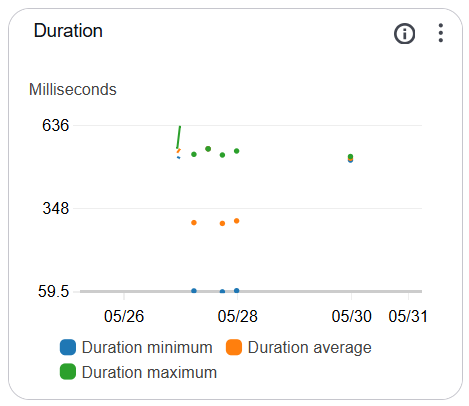 Duration
Milliseconds
636
348
59.5
05/26 05/28 05/30 05/31
Duration minimum Duration average
Duration maximum